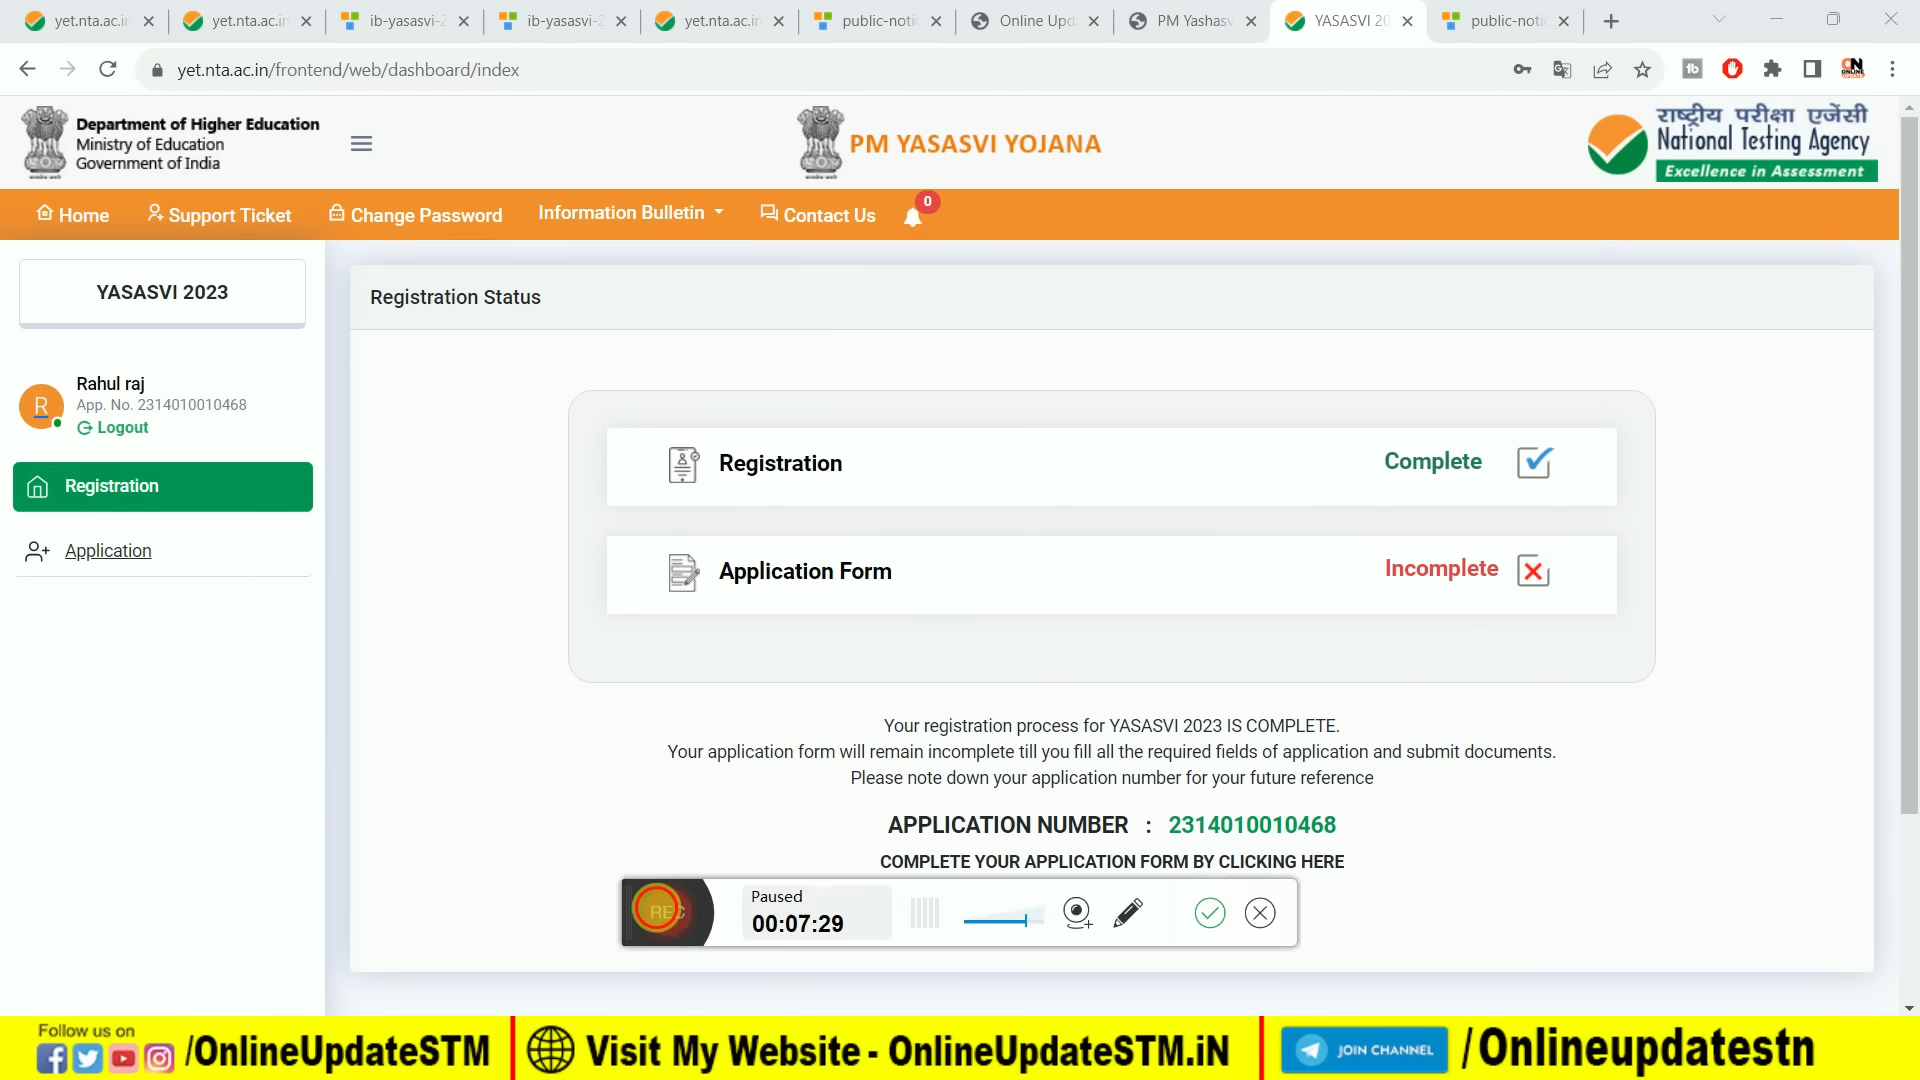 yet.nta.ac.in
yet.nta.ac.in
ib-yasasvi-2
ib-yasasvi-2
yet.nta.ac.in
public-noti
Online Upd
PM Yashasv
YASASVI 20
public-noti
yet.nta.ac.in/frontend/web/dashboard/index
Department of Higher Education
Ministry of Education
Government of India
PM YASASVI YOJANA
राष्ट्रीय परीक्षा एजेंसी
National Testing Agency
Excellence in Assessment
Home
Support Ticket
Change Password
Information Bulletin
Contact Us
0
YASASVI 2023
Registration Status
R
Rahul raj
App. No. 2314010010468
Logout
Registration
Application
Registration
Complete
Application Form
Incomplete
Your registration process for YASASVI 2023 IS COMPLETE.
Your application form will remain incomplete till you fill all the required fields of application and submit documents.
Please note down your application number for your future reference
APPLICATION NUMBER : 2314010010468
COMPLETE YOUR APPLICATION FORM BY CLICKING HERE
REC
Paused
00:07:29
Follow us on
/OnlineUpdateSTM
Visit My Website - OnlineUpdateSTM.iN
JOIN CHANNEL
/Onlineupdatestn